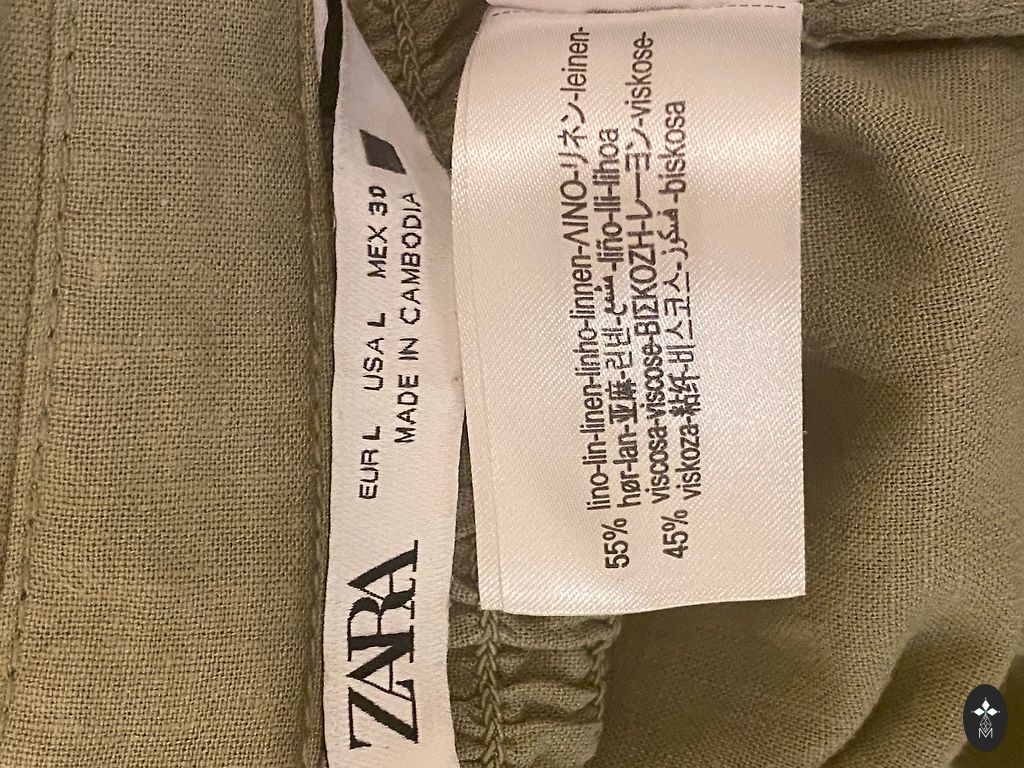 ZARA
EUR L USA L MEX 30
MADE IN CAMBODIA
55% lino-lin-linen-linho-linnen-ΛΙΝΟ-リネン-leinen-
hør-lan-亚麻-린넨-قش-liño-lli-lihoa
45% viscosa-viscose-ΒΙΣΚΟΖΗ-レーヨン-viskose-
viskoza-粘纤-비스코스-فسكوز-biskosa